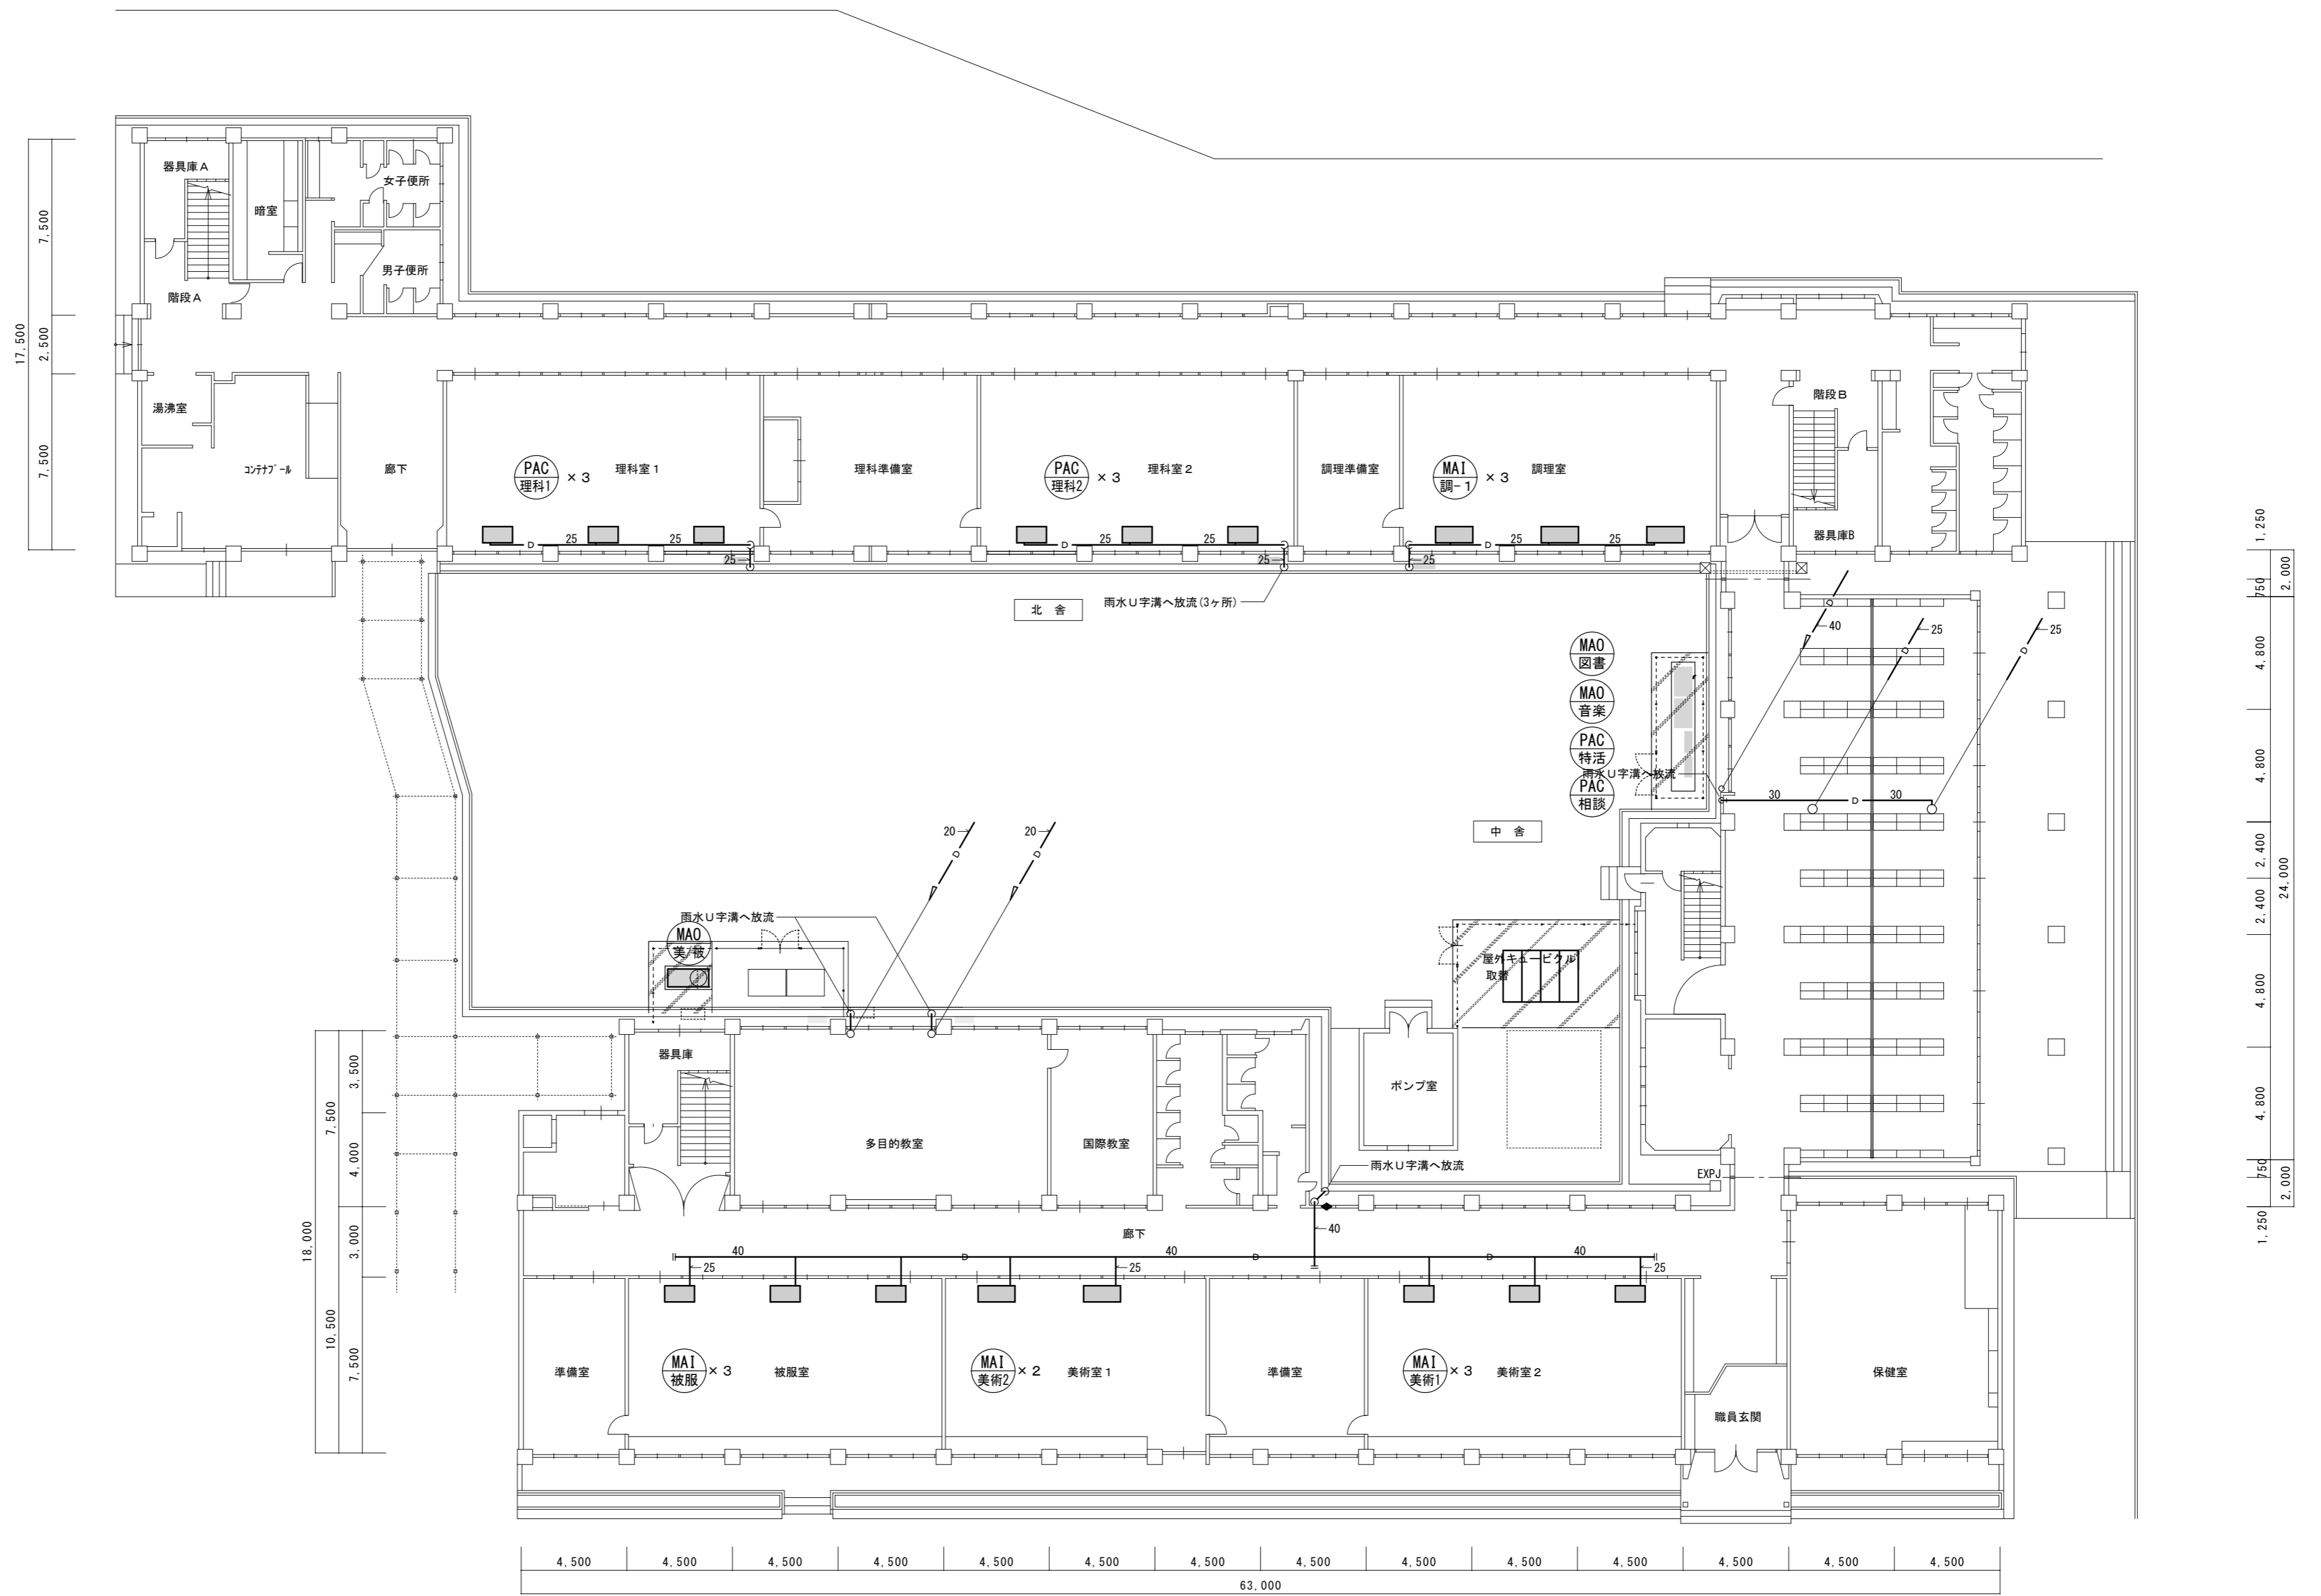 器具庫A
暗室
女子便所
男子便所
階段A
7,500
2,500
7,500
17,500
湯沸室
コンテナプール
廊下
PAC
理科1
×3
理科室1
理科準備室
PAC
理科2
×3
理科室2
調理準備室
MAI
調-1
×3
調理室
階段B
器具庫B
D 25 25
D 25 25
D 25 25
25
25
25
北 舎
雨水U字溝へ放流(3ヶ所)
1,250
750
2,000
4,800
4,800
2,400
2,400
4,800
4,800
24,000
750
2,000
1,250
D
40
D
25
D
25
MAO
図書
MAO
音楽
PAC
特活
雨水U字溝へ放流
PAC
相談
30 D 30
中 舎
20
D
20
D
雨水U字溝へ放流
MAO
美/被
屋外キュービクル
取替
器具庫
多目的教室
国際教室
ポンプ室
雨水U字溝へ放流
EXPJ
3,500
7,500
4,000
18,000
3,000
10,500
7,500
廊下
40
40 D 40 D D 40
25
25
25
準備室
MAI
被服
×3
被服室
MAI
美術2
×2
美術室1
準備室
MAI
美術1
×3
美術室2
職員玄関
保健室
4,500 4,500 4,500 4,500 4,500 4,500 4,500 4,500 4,500 4,500 4,500 4,500 4,500 4,500
63,000